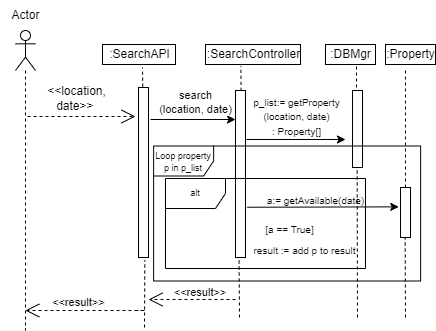 Actor
:SearchAPI
:SearchController
:DBMgr
:Property
<<location,
date>>
search
(location, date)
p_list:= getProperty
(location, date)
: Property[]
Loop property
p in p_list
alt
a:= getAvailable(date)
[a == True]
result := add p to result
<<result>>
<<result>>